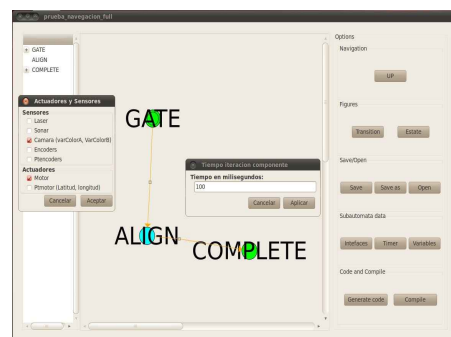 prueba_navegacion_full
Options
Navigation
GATE
ALIGN
COMPLETE
UP
Actuadores y Sensores
Sensores
Laser
Sonar
Camara (varColorA, VarColorB)
Encoders
Ptencoders
Actuadores
Motor
Ptmotor (Latitud, longitud)
Cancelar Aceptar
GATE
Figures
Transition Estate
Tiempo iteracion componente
Tiempo en milisegundos:
100
Cancelar Aplicar
Save/Open
Save Save as Open
ALIGN
COMPLETE
Subautomata data
Intefaces Timer Variables
Code and Compile
Generate code Compile